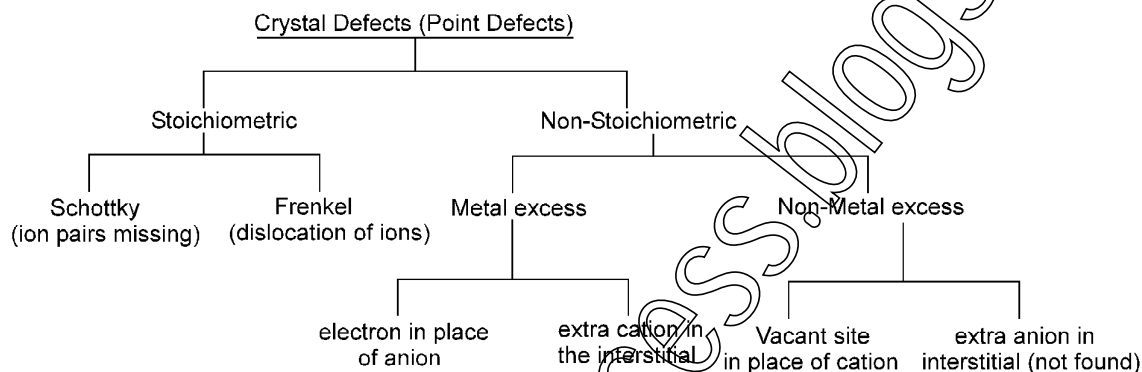 Crystal Defects (Point Defects)
Stoichiometric
Non-Stoichiometric
Schottky
(ion pairs missing)
Frenkel
(dislocation of ions)
Metal excess
Non-Metal excess
electron in place
of anion
extra cation in
the interstitial
Vacant site
in place of cation
extra anion in
interstitial (not found)
ess.blogs